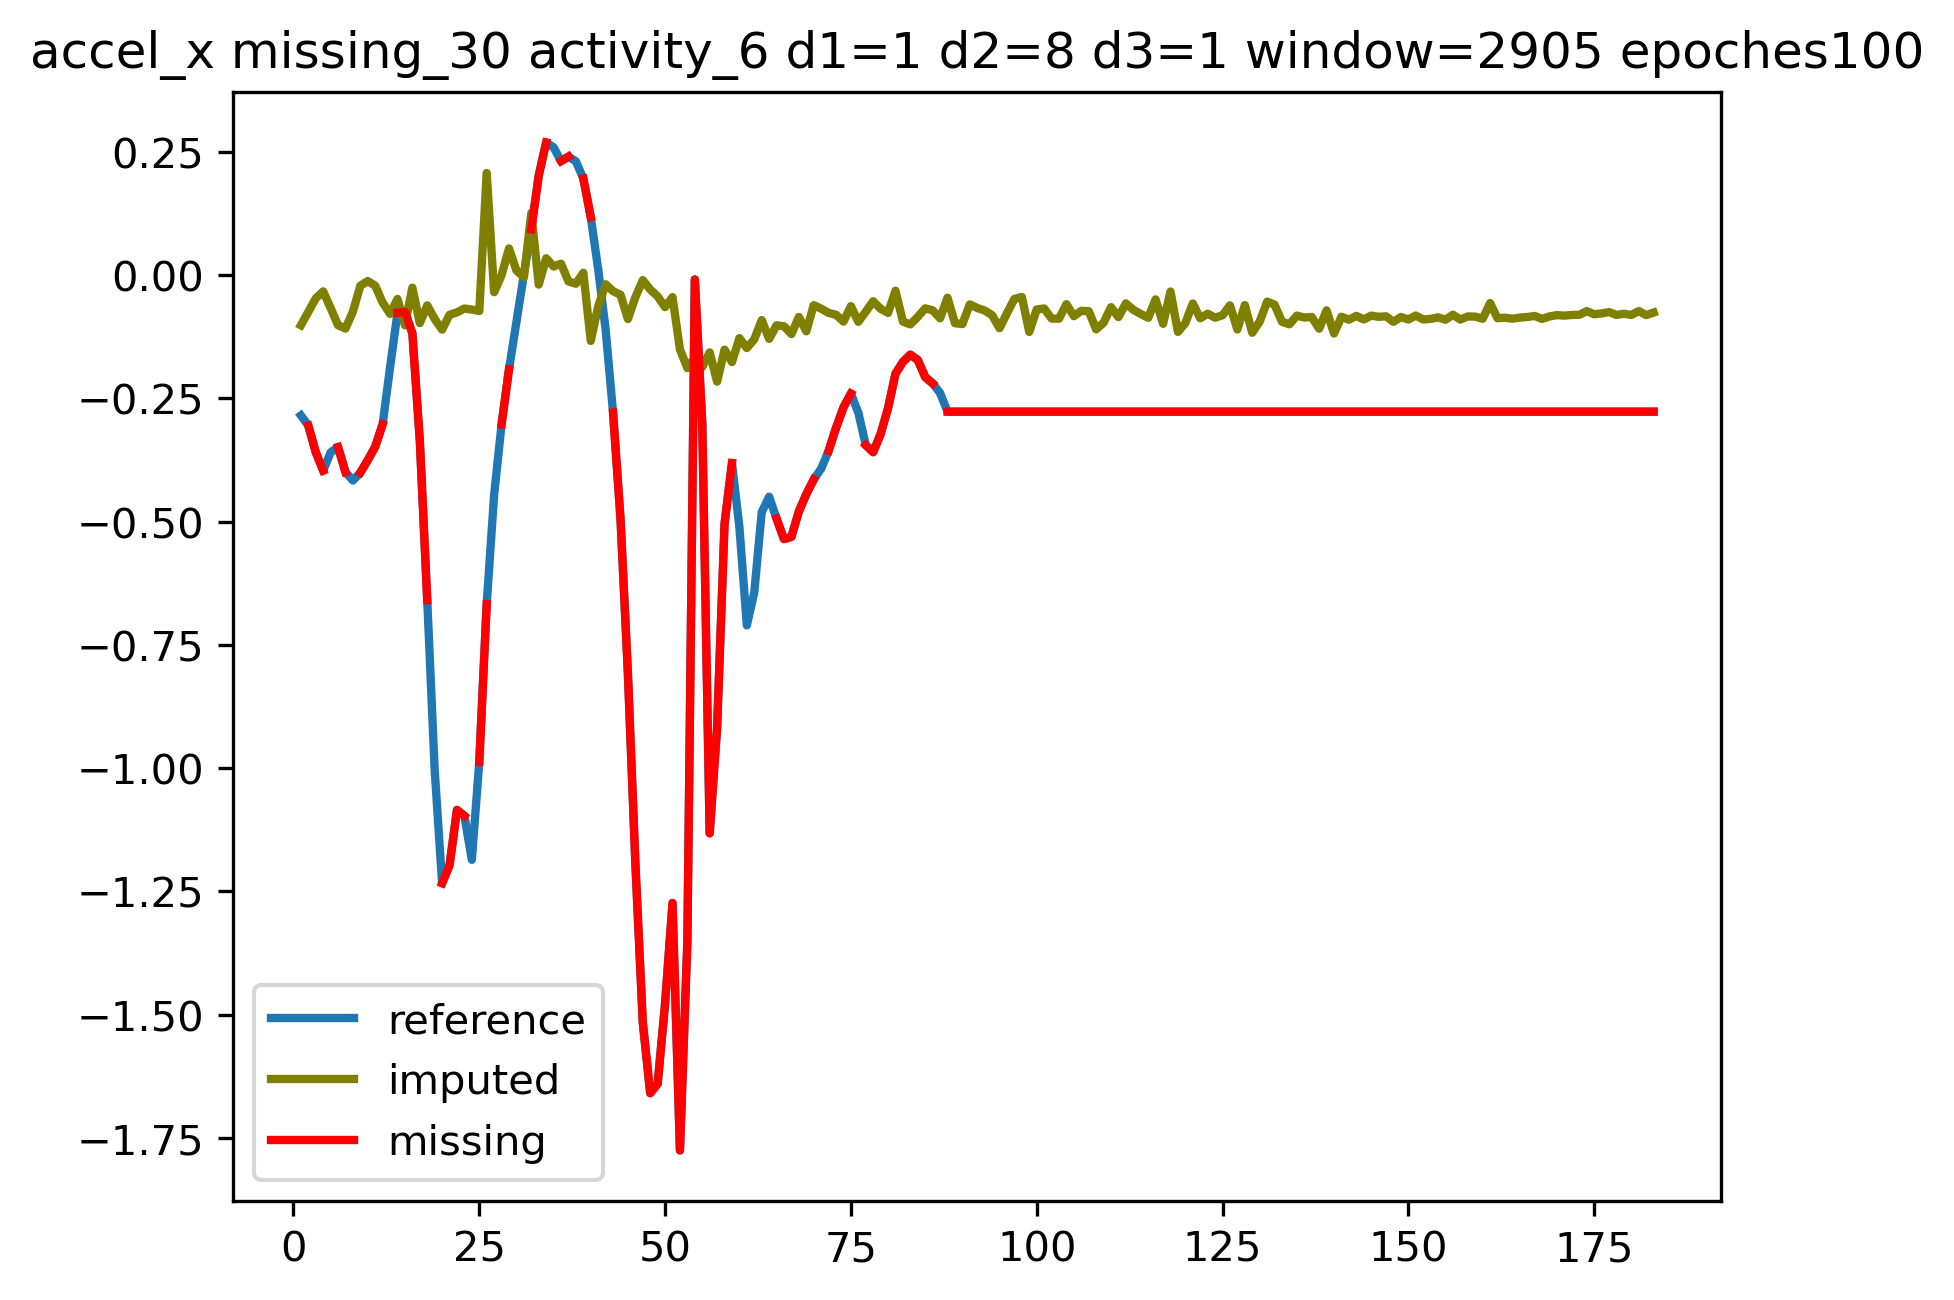 accel_x missing_30 activity_6 d1=1 d2=8 d3=1 window=2905 epoches100
0.25
0.00
−0.25
−0.50
−0.75
−1.00
−1.25
−1.50
−1.75
reference
imputed
missing
0 25 50 75 100 125 150 175